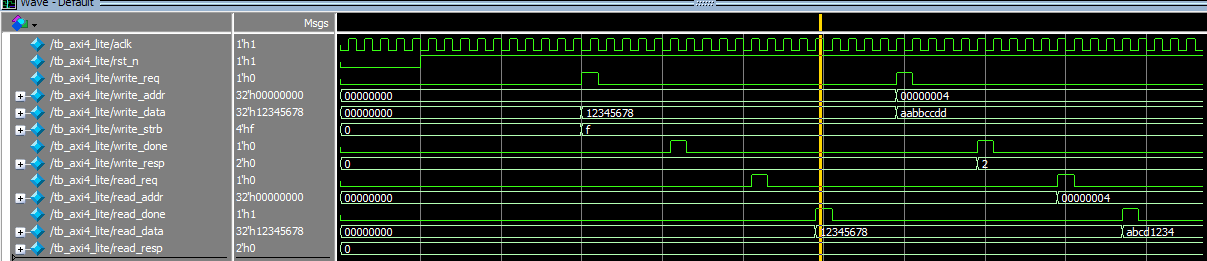 Wave - Default
Msgs
/tb_axi4_lite/aclk 1'h1
/tb_axi4_lite/rst_n 1'h1
/tb_axi4_lite/write_req 1'h0
/tb_axi4_lite/write_addr 32'h00000000 00000000 00000004
/tb_axi4_lite/write_data 32'h12345678 00000000 12345678 aabbccdd
/tb_axi4_lite/write_strb 4'hf 0 f
/tb_axi4_lite/write_done 1'h0
/tb_axi4_lite/write_resp 2'h0 0 2
/tb_axi4_lite/read_req 1'h0
/tb_axi4_lite/read_addr 32'h00000000 00000000 00000004
/tb_axi4_lite/read_done 1'h1
/tb_axi4_lite/read_data 32'h12345678 00000000 12345678 abcd1234
/tb_axi4_lite/read_resp 2'h0 0